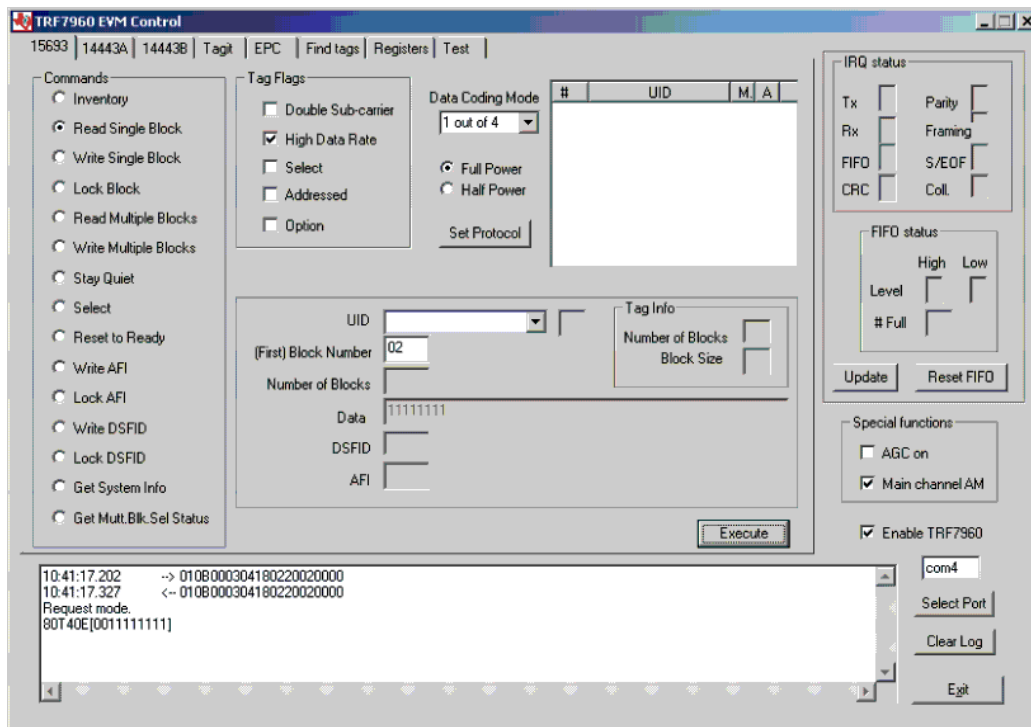 TRF7960 EVM Control
15693 14443A 14443B Tagit EPC Find tags Registers Test
Commands
Inventory
Read Single Block
Write Single Block
Lock Block
Read Multiple Blocks
Write Multiple Blocks
Stay Quiet
Select
Reset to Ready
Write AFI
Lock AFI
Write DSFID
Lock DSFID
Get System Info
Get Mutt.Blk.Sel Status
Tag Flags
Double Sub-carrier
High Data Rate
Select
Addressed
Option
Data Coding Mode
1 out of 4
Full Power
Half Power
Set Protocol
# UID M. A
UID
(First) Block Number 02
Number of Blocks
Data 11111111
DSFID
AFI
Tag Info
Number of Blocks
Block Size
Execute
IRQ status
Tx Parity
Rx Framing
FIFO S/EOF
CRC Coll.
FIFO status
High Low
Level
# Full
Update Reset FIFO
Special functions
AGC on
Main channel AM
Enable TRF7960
com4
Select Port
Clear Log
Exit
10:41:17.202 --> 010B000304180220020000
10:41:17.327 <-- 010B000304180220020000
Request mode.
80T40E[0011111111]